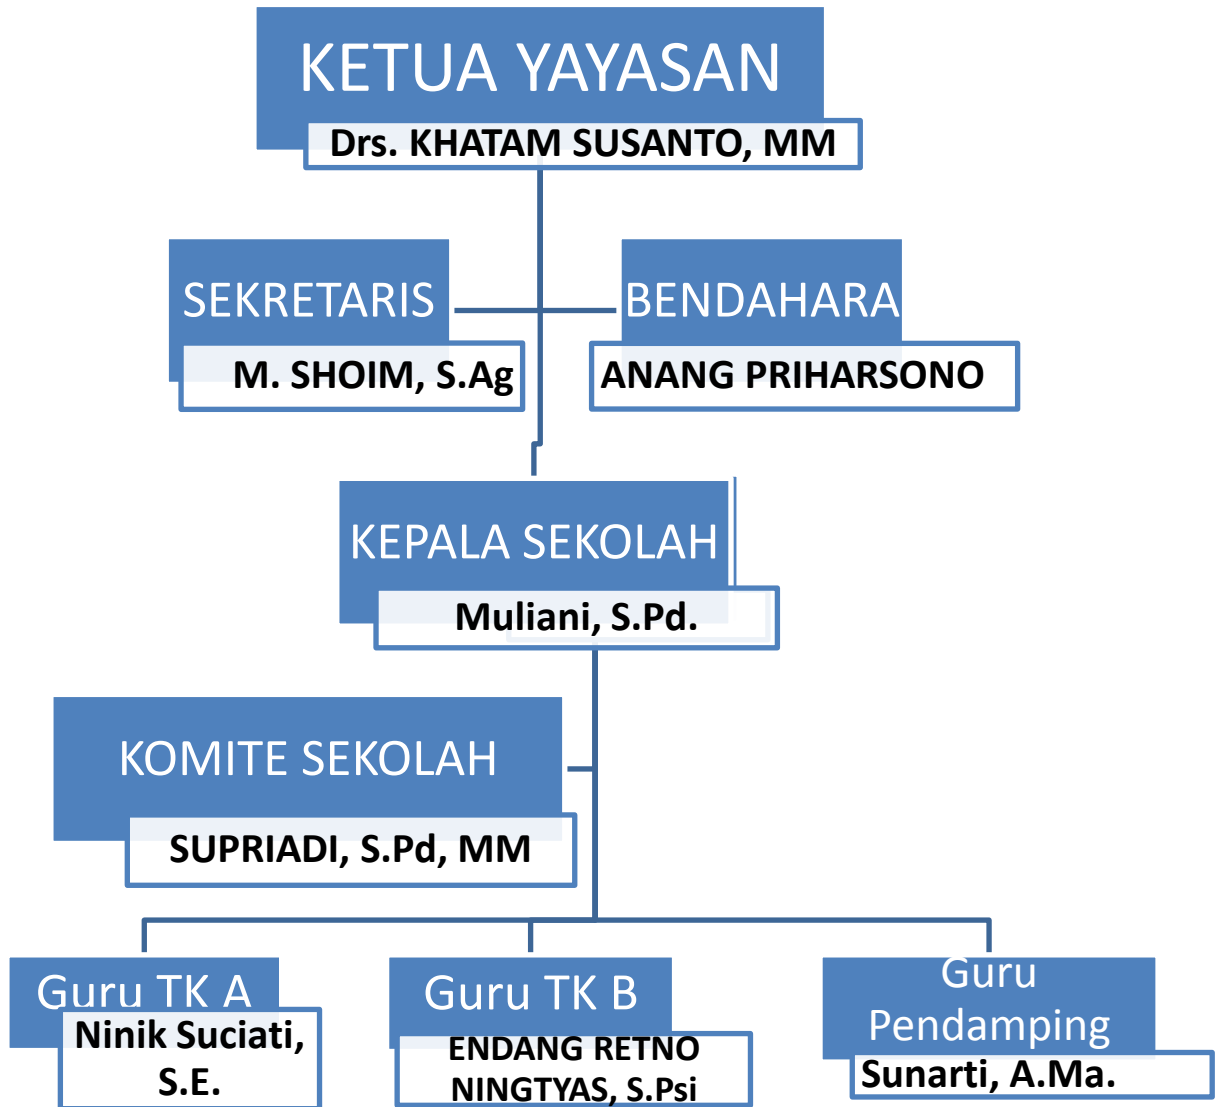 KETUA YAYASAN
Drs. KHATAM SUSANTO, MM
SEKRETARIS
M. SHOIM, S.Ag
BENDAHARA
ANANG PRIHARSONO
KEPALA SEKOLAH
Muliani, S.Pd.
KOMITE SEKOLAH
SUPRIADI, S.Pd, MM
Guru TK A
Ninik Suciati,
S.E.
Guru TK B
ENDANG RETNO
NINGTYAS, S.Psi
Guru
Pendamping
Sunarti, A.Ma.